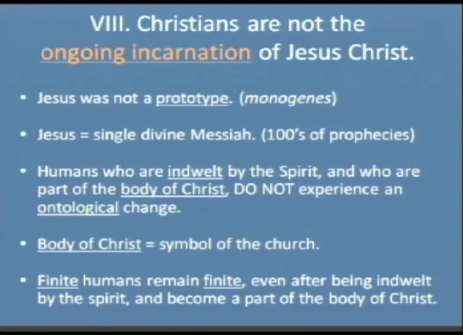 VIII. Christians are not the
ongoing incarnation of Jesus Christ.
• Jesus was not a prototype. (monogenes)
• Jesus = single divine Messiah. (100's of prophecies)
• Humans who are indwelt by the Spirit, and who are
part of the body of Christ, DO NOT experience an
ontological change.
• Body of Christ = symbol of the church.
• Finite humans remain finite, even after being indwelt
by the spirit, and become a part of the body of Christ.